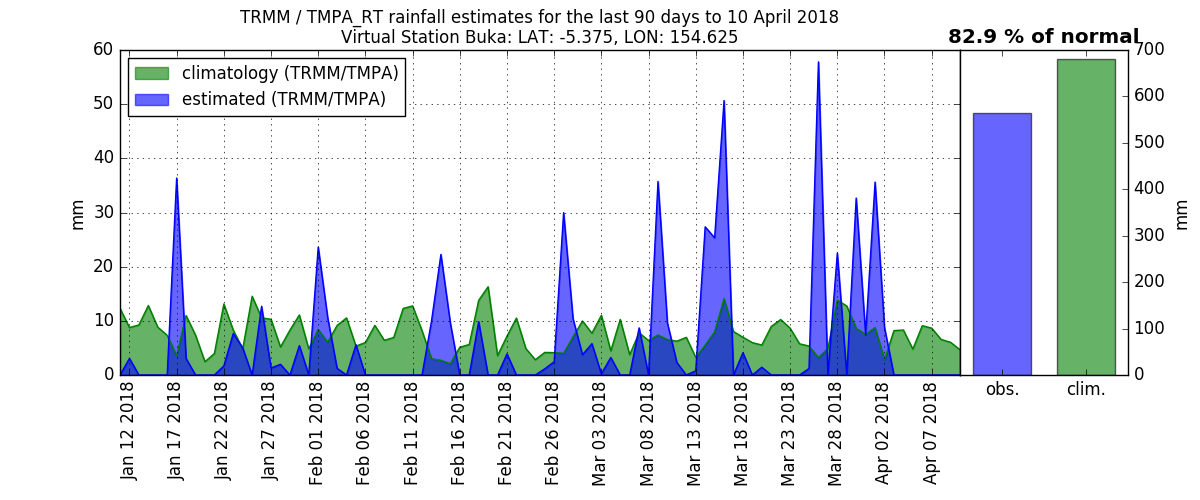 TRMM / TMPA_RT rainfall estimates for the last 90 days to 10 April 2018
Virtual Station Buka: LAT: -5.375, LON: 154.625
82.9 % of normal
climatology (TRMM/TMPA)
estimated (TRMM/TMPA)
60
50
40
30
20
10
0
mm
Jan 12 2018
Jan 17 2018
Jan 22 2018
Jan 27 2018
Feb 01 2018
Feb 06 2018
Feb 11 2018
Feb 16 2018
Feb 21 2018
Feb 26 2018
Mar 03 2018
Mar 08 2018
Mar 13 2018
Mar 18 2018
Mar 23 2018
Mar 28 2018
Apr 02 2018
Apr 07 2018
obs.
clim.
700
600
500
400
300
200
100
0
mm